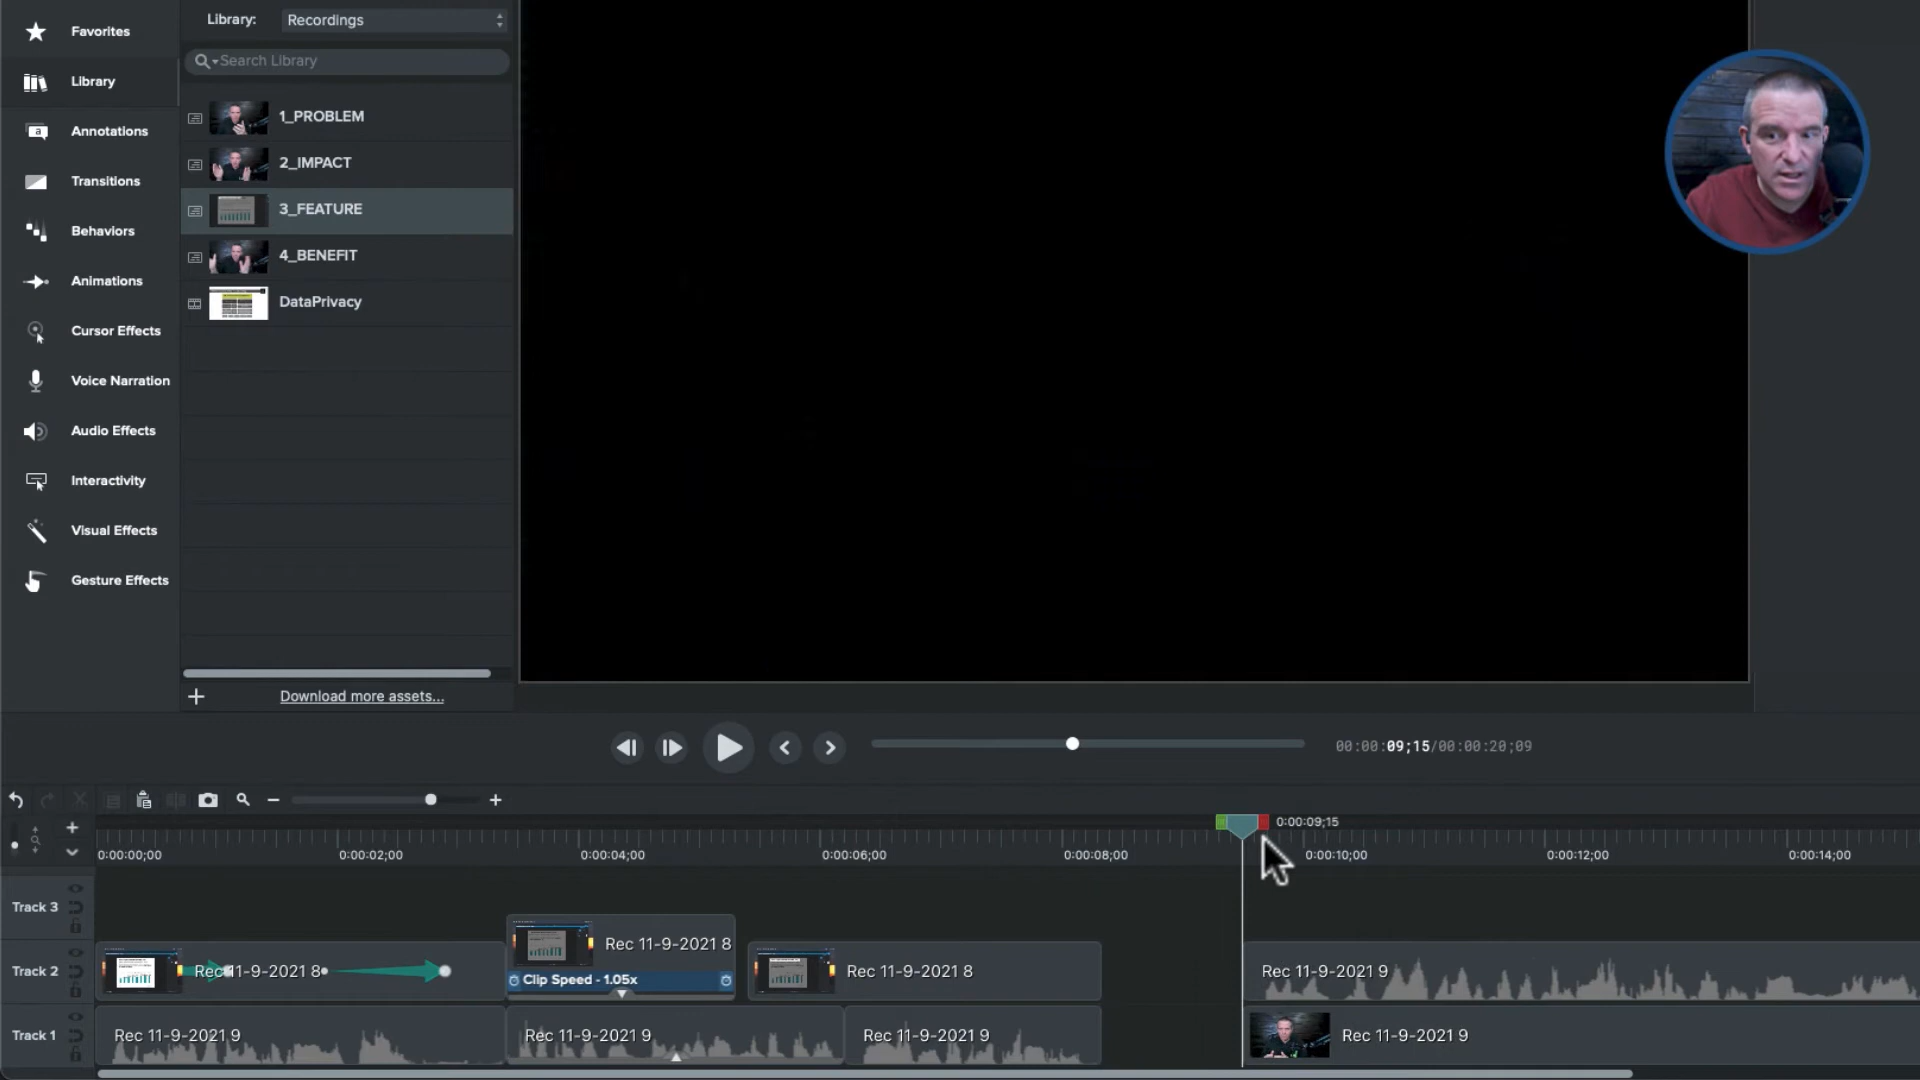 Favorites
Library
Annotations
Transitions
Behaviors
Animations
Cursor Effects
Voice Narration
Audio Effects
Interactivity
Visual Effects
Gesture Effects
Library: Recordings
Search Library
1_PROBLEM
2_IMPACT
3_FEATURE
4_BENEFIT
DataPrivacy
Download more assets...
00:00:09;15/00:00:20;09
0:00:09;15
0:00:00;00 0:00:02;00 0:00:04;00 0:00:06;00 0:00:08;00 0:00:10;00 0:00:12;00 0:00:14;00
Track 3
Rec 11-9-2021 8
Track 2 Rec 11-9-2021 8 Rec 11-9-2021 8 Rec 11-9-2021 9
Clip Speed - 1.05x
Track 1 Rec 11-9-2021 9 Rec 11-9-2021 9 Rec 11-9-2021 9 Rec 11-9-2021 9